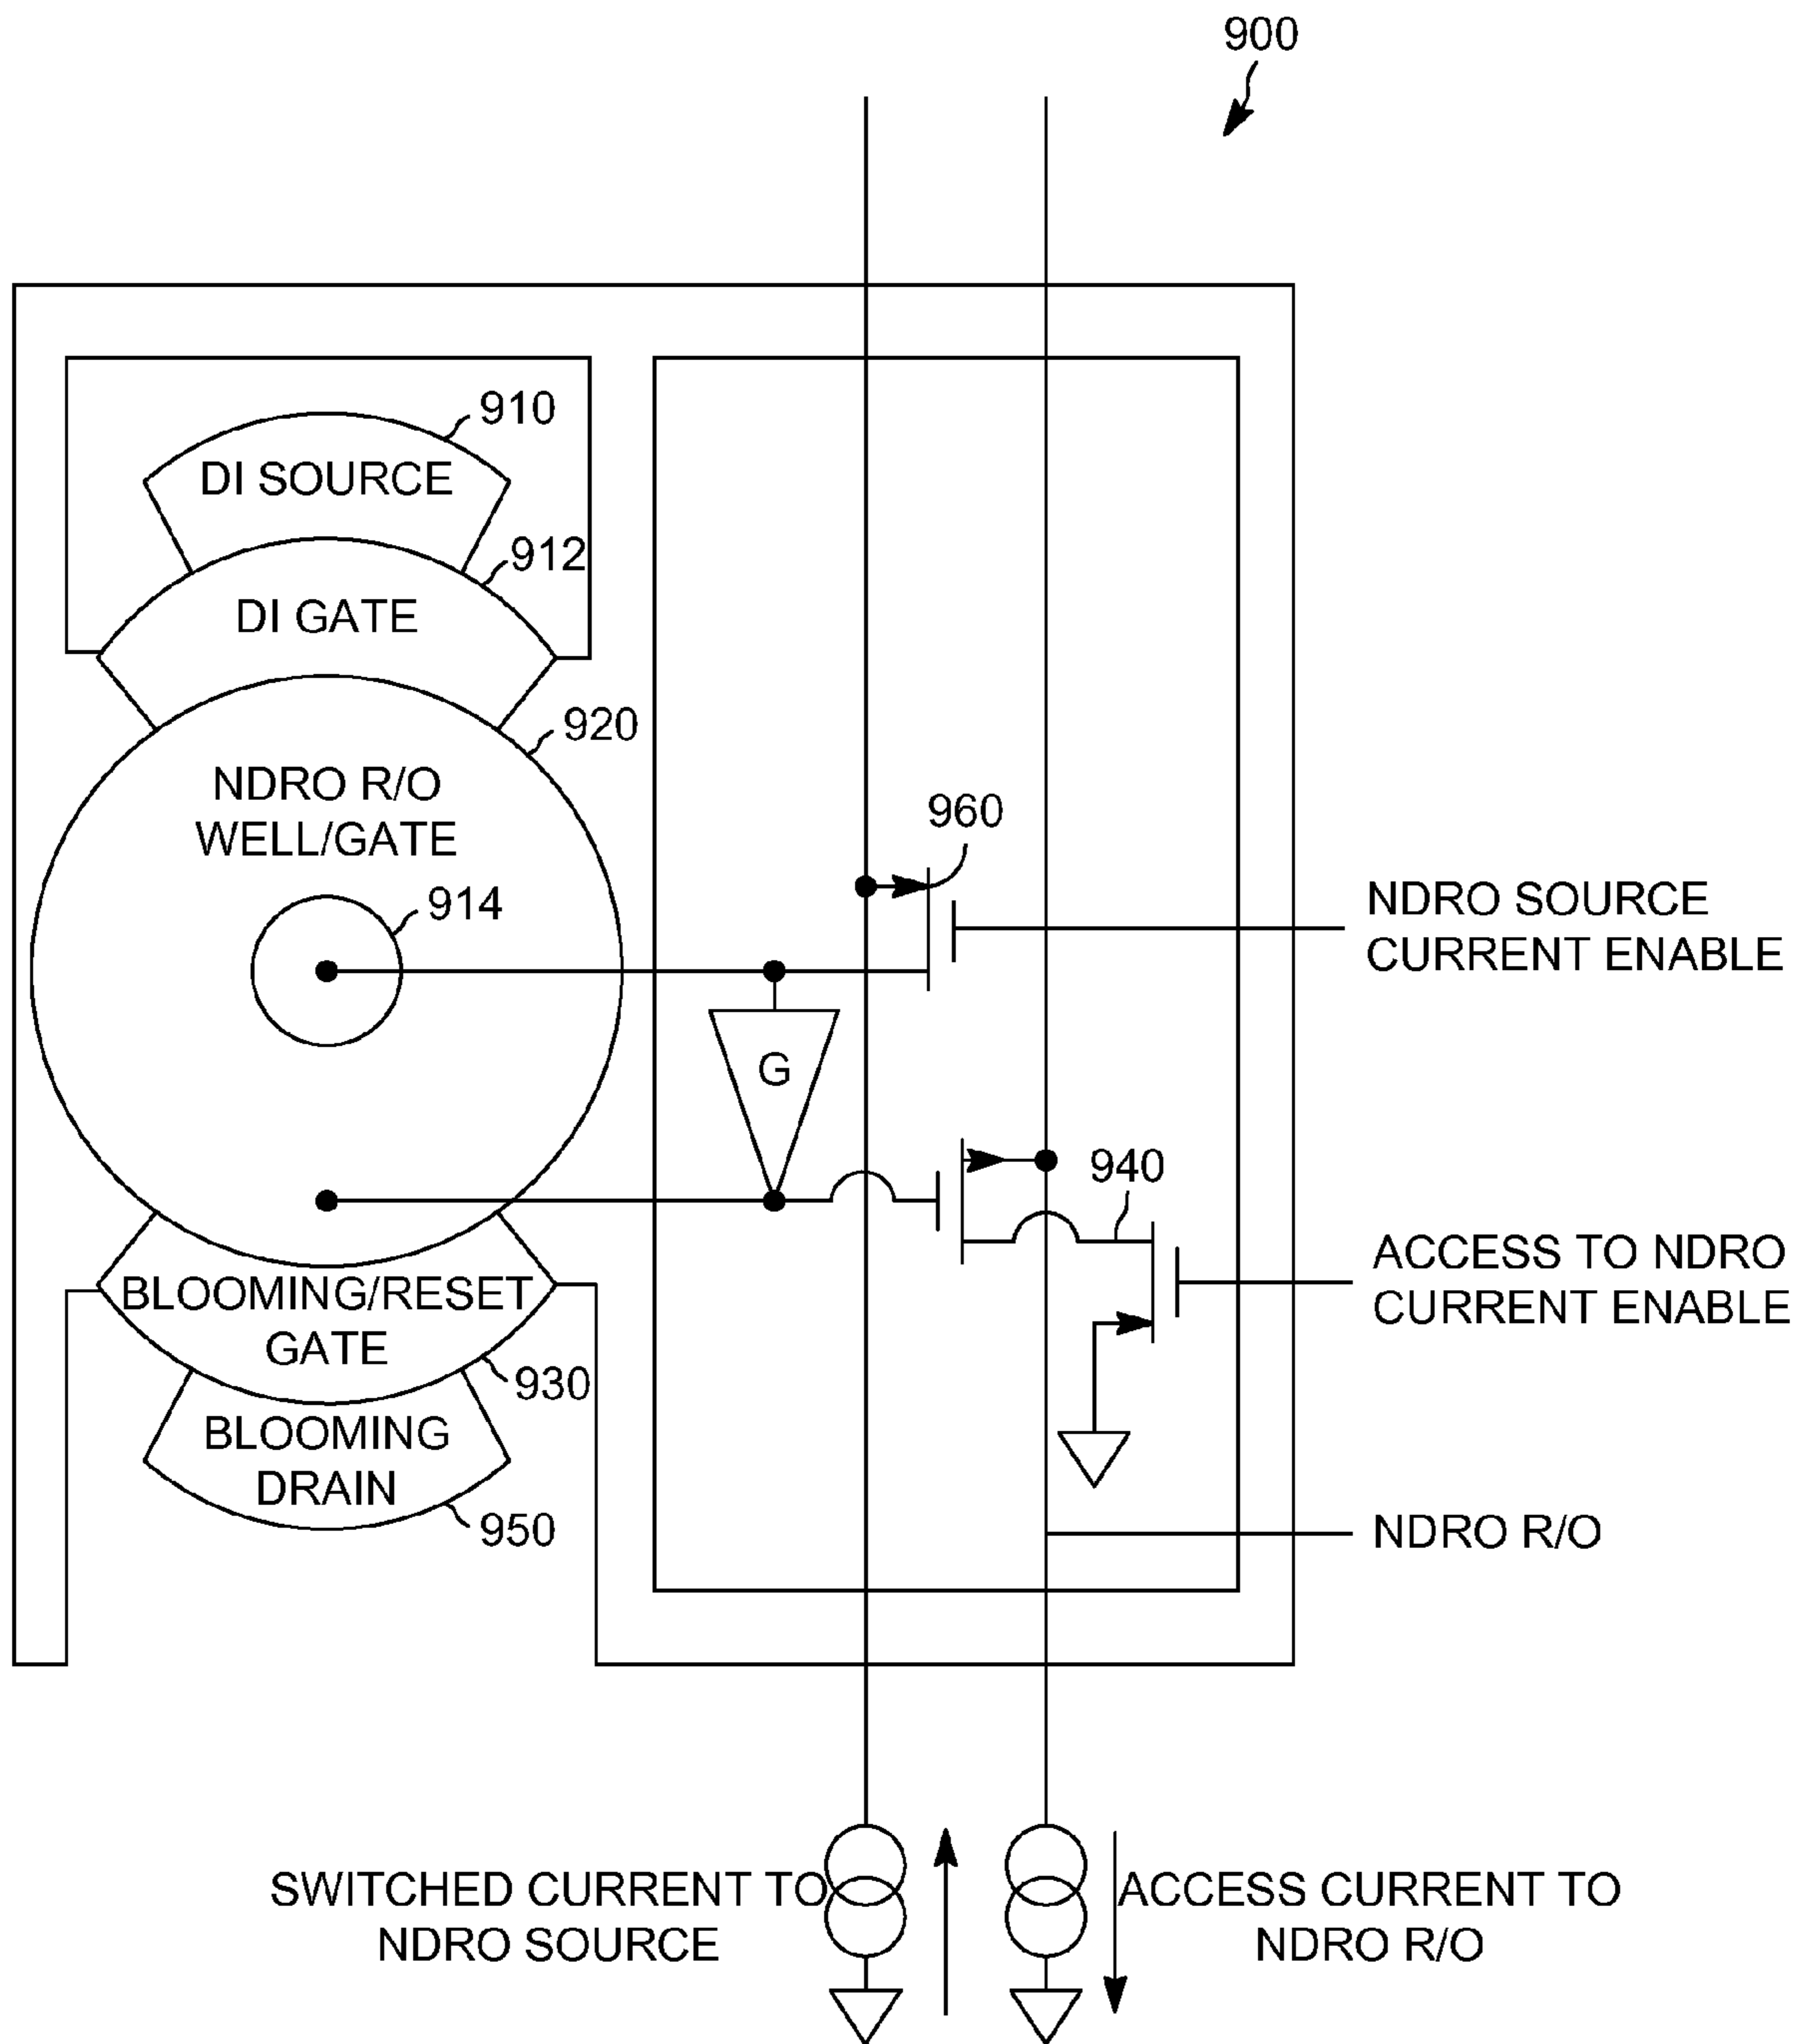 900
910
DI SOURCE
912
DI GATE
920
NDRO R/O
WELL/GATE
914
960
NDRO SOURCE
CURRENT ENABLE
G
940
ACCESS TO NDRO
CURRENT ENABLE
BLOOMING/RESET
GATE
930
BLOOMING
DRAIN
950
NDRO R/O
SWITCHED CURRENT TO
NDRO SOURCE
ACCESS CURRENT TO
NDRO R/O